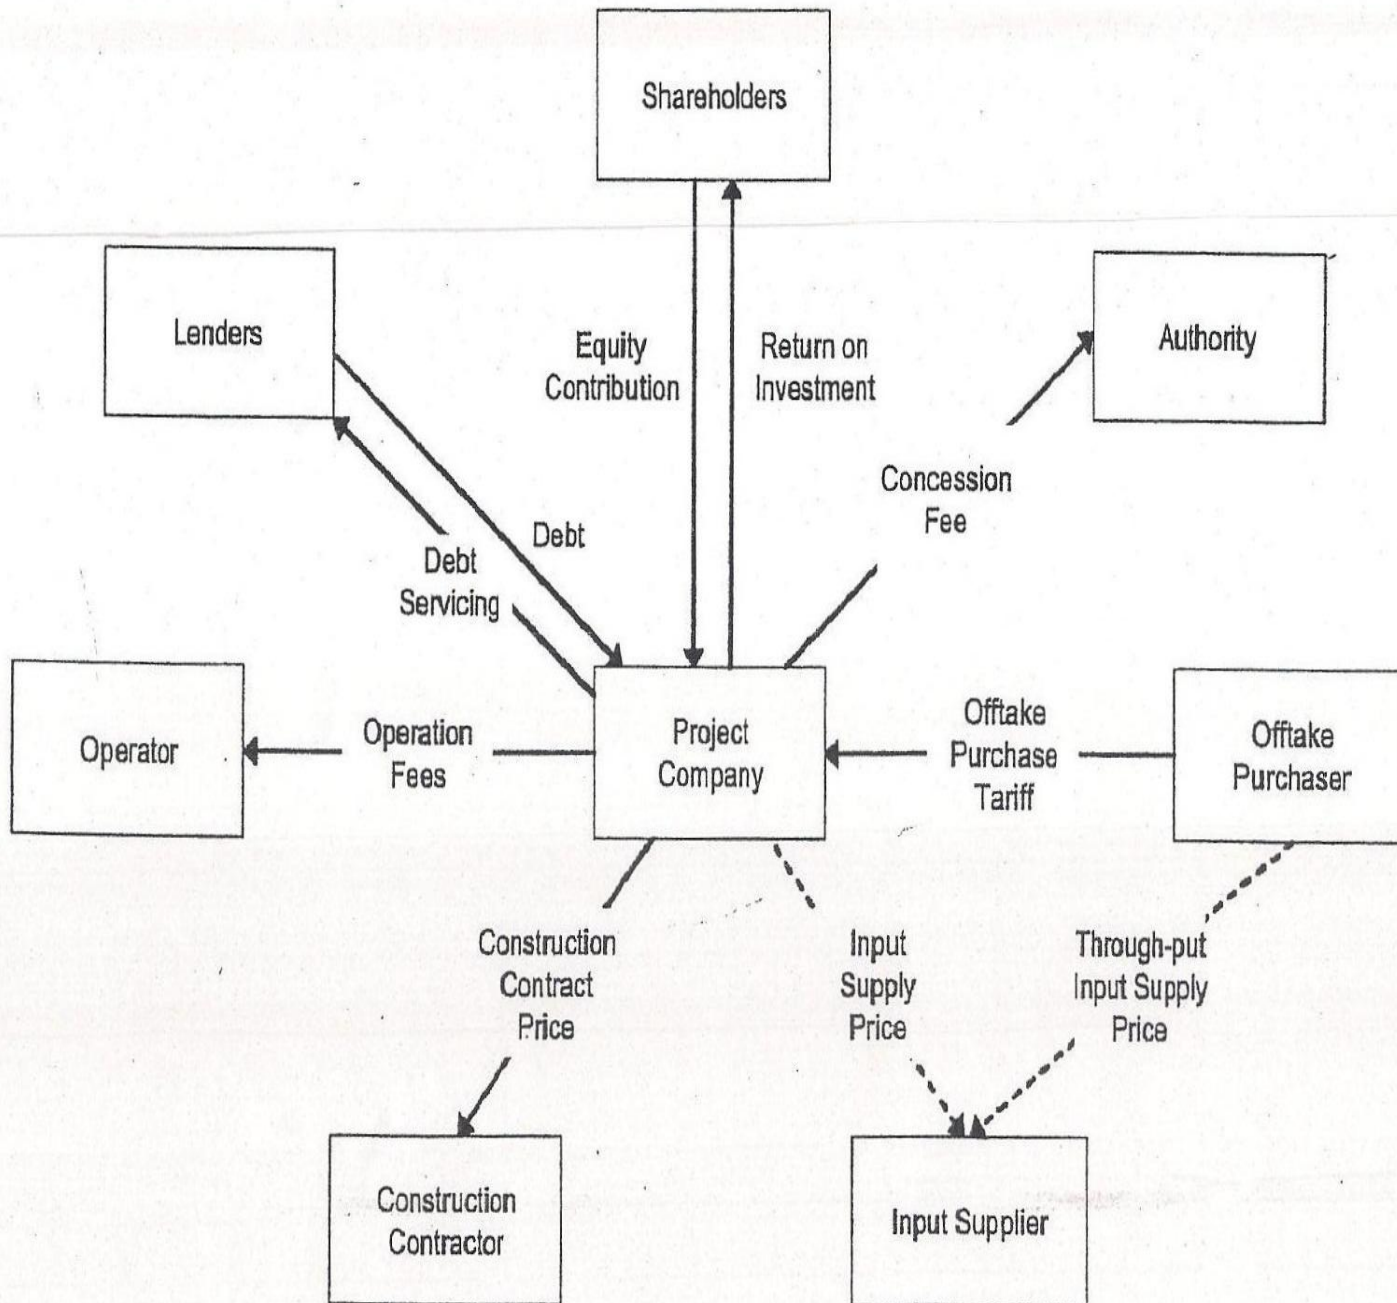 Shareholders
Lenders
Authority
Equity
Contribution
Return on
Investment
Concession
Fee
Debt
Debt
Servicing
Operator
Operation
Fees
Project
Company
Offtake
Purchase
Tariff
Offtake
Purchaser
Construction
Contract
Price
Input
Supply
Price
Through-put
Input Supply
Price
Construction
Contractor
Input Supplier